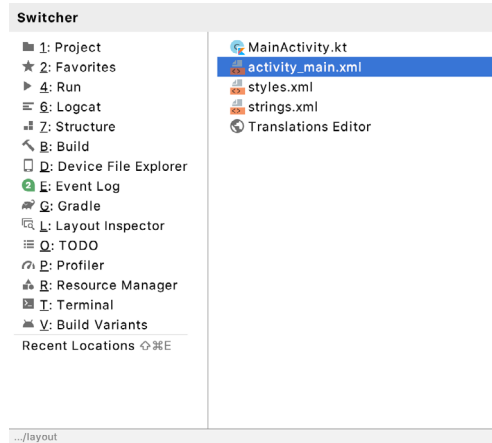 Switcher
1: Project
2: Favorites
4: Run
6: Logcat
7: Structure
B: Build
D: Device File Explorer
2 E: Event Log
G: Gradle
L: Layout Inspector
O: TODO
P: Profiler
R: Resource Manager
T: Terminal
V: Build Variants
Recent Locations ⇧⌘E
MainActivity.kt
activity_main.xml
styles.xml
strings.xml
Translations Editor
.../layout